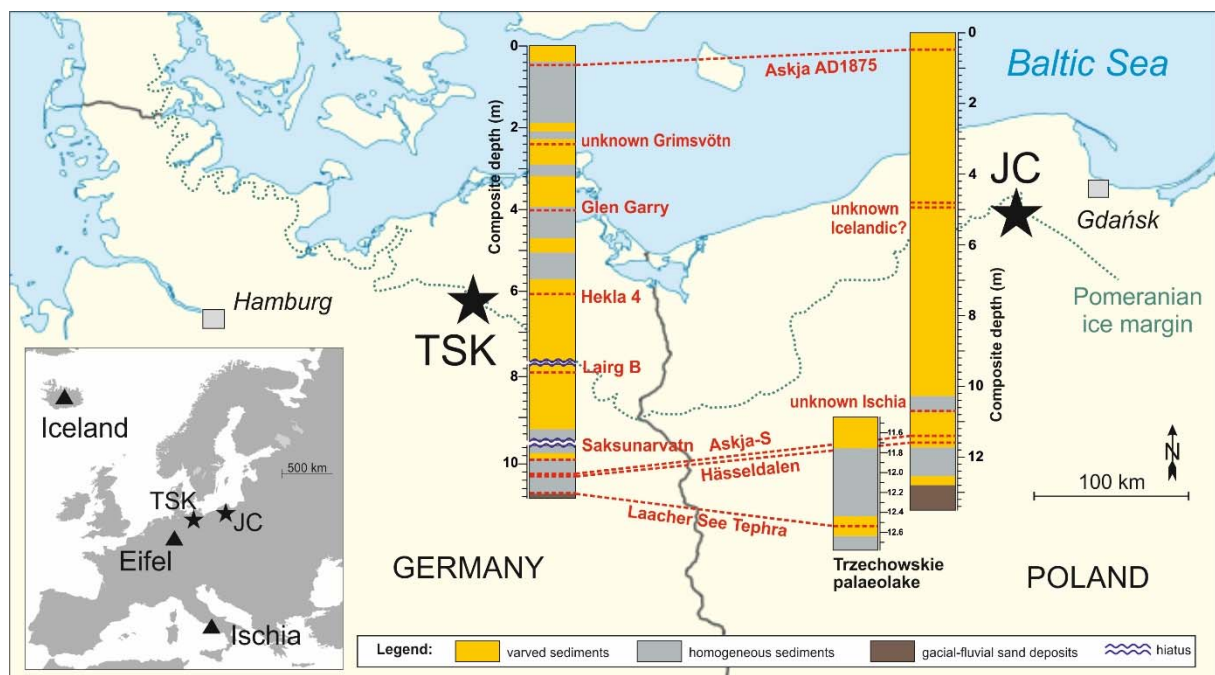 Baltic Sea
JC
Gdańsk
Pomeranian
ice margin
Hamburg
TSK
GERMANY
POLAND
100 km
N
Composite depth (m)
0
2
4
6
8
10
Askja AD1875
unknown Grimsvötn
Glen Garry
Hekla 4
Lairg B
Saksunarvatn
Askja-S
Hässeldalen
Laacher See Tephra
Composite depth (m)
0
2
4
6
8
10
12
unknown
Icelandic?
unknown Ischia
11.6
11.8
12.0
12.2
12.4
12.6
Trzechowskie
palaeolake
Iceland
500 km
TSK
JC
Eifel
Ischia
Legend:
varved sediments
homogeneous sediments
gacial-fluvial sand deposits
hiatus